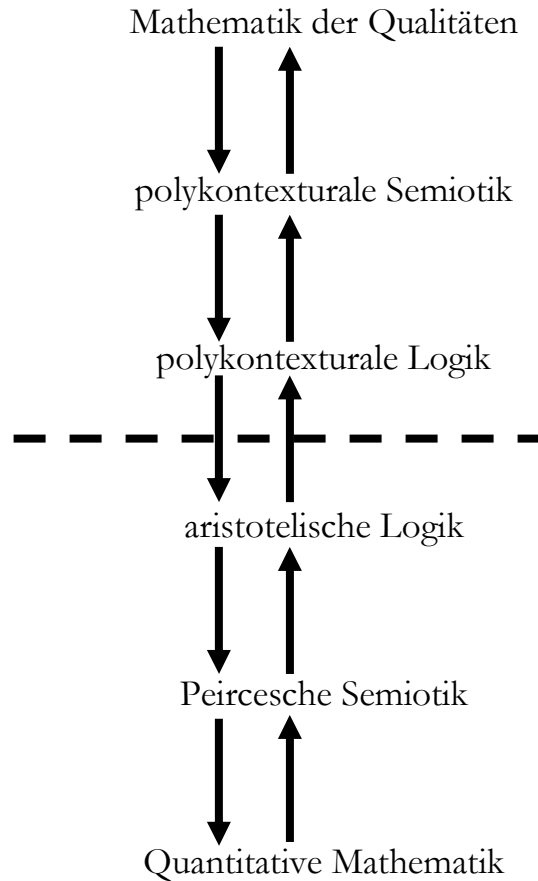 Mathematik der Qualitäten
polykontexturale Semiotik
polykontexturale Logik
aristotelische Logik
Peircesche Semiotik
Quantitative Mathematik